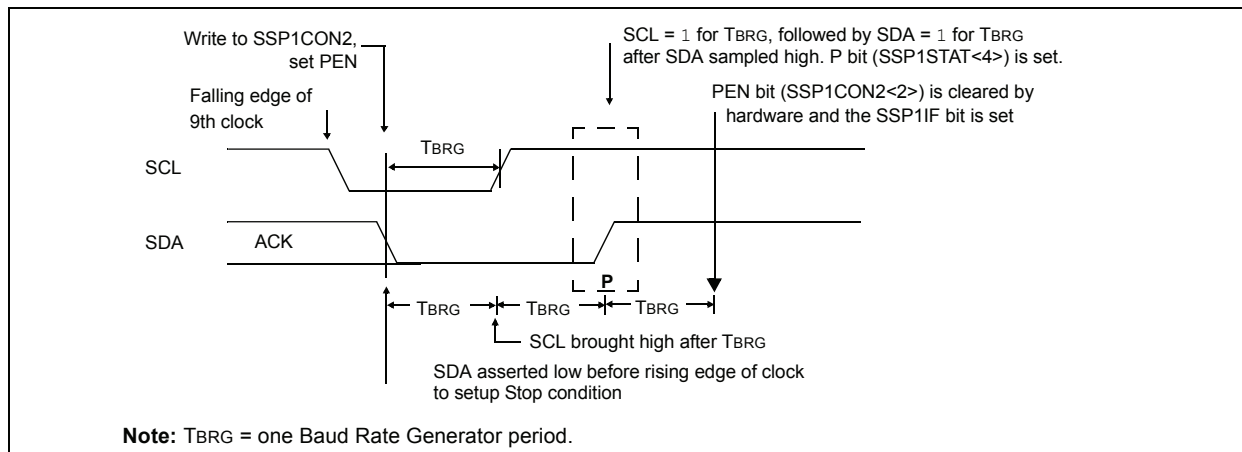 Write to SSP1CON2,
set PEN
SCL = 1 for TBRG, followed by SDA = 1 for TBRG
after SDA sampled high. P bit (SSP1STAT<4>) is set.
Falling edge of
9th clock
PEN bit (SSP1CON2<2>) is cleared by
hardware and the SSP1IF bit is set
TBRG
SCL
SDA
ACK
P
TBRG
TBRG
TBRG
SCL brought high after TBRG
SDA asserted low before rising edge of clock
to setup Stop condition
Note: TBRG = one Baud Rate Generator period.